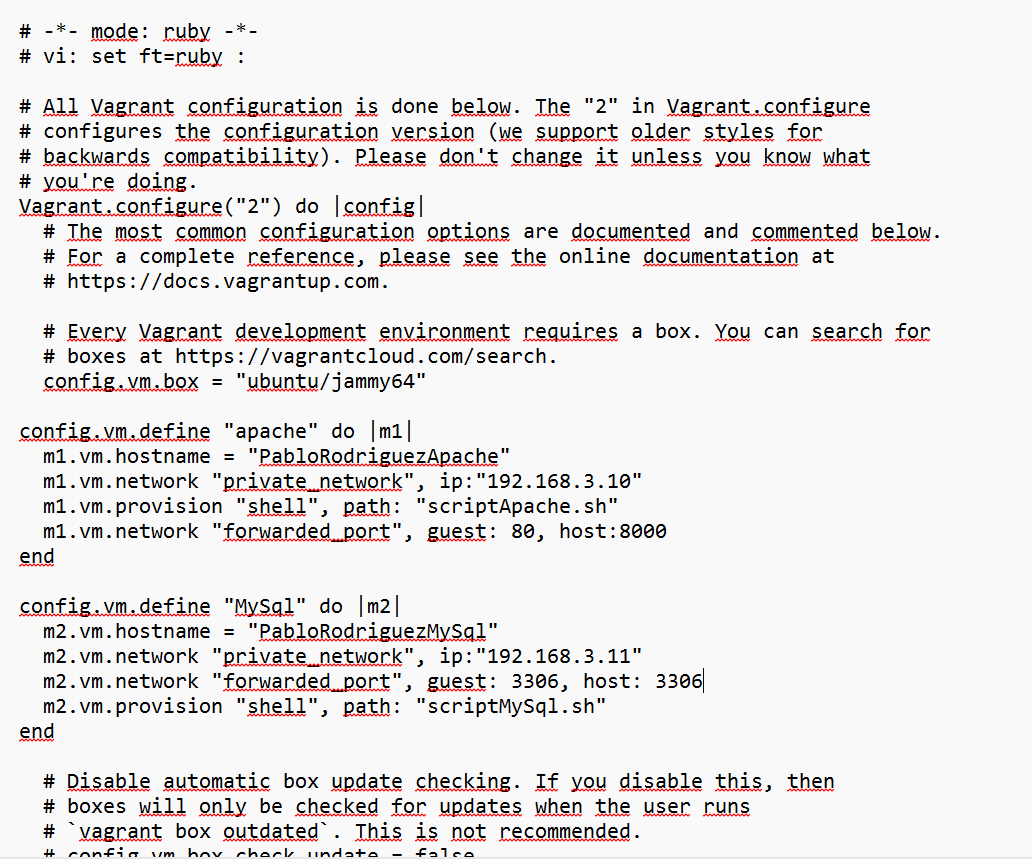 # -*- mode: ruby -*-
# vi: set ft=ruby :
# All Vagrant configuration is done below. The "2" in Vagrant.configure
# configures the configuration version (we support older styles for
# backwards compatibility). Please don't change it unless you know what
# you're doing.
Vagrant.configure("2") do |config|
# The most common configuration options are documented and commented below.
# For a complete reference, please see the online documentation at
# https://docs.vagrantup.com.
# Every Vagrant development environment requires a box. You can search for
# boxes at https://vagrantcloud.com/search.
config.vm.box = "ubuntu/jammy64"
config.vm.define "apache" do |m1|
m1.vm.hostname = "PabloRodriguezApache"
m1.vm.network "private_network", ip:"192.168.3.10"
m1.vm.provision "shell", path: "scriptApache.sh"
m1.vm.network "forwarded_port", guest: 80, host:8000
end
config.vm.define "MySql" do |m2|
m2.vm.hostname = "PabloRodriguezMySql"
m2.vm.network "private_network", ip:"192.168.3.11"
m2.vm.network "forwarded_port", guest: 3306, host: 3306
m2.vm.provision "shell", path: "scriptMySql.sh"
end
# Disable automatic box update checking. If you disable this, then
# boxes will only be checked for updates when the user runs
# `vagrant box outdated`. This is not recommended.
# config.vm.box_check_update = false